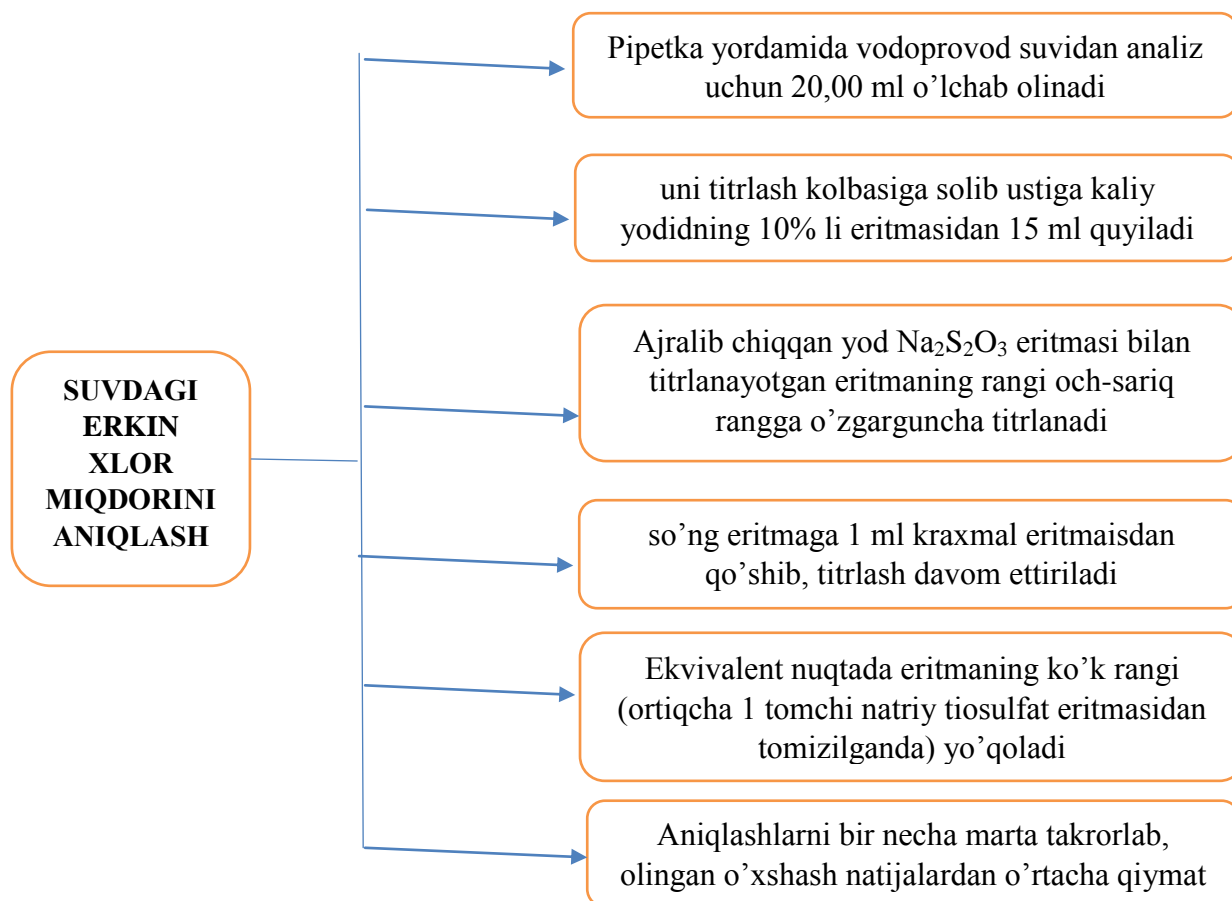 SUVDAGI
ERKIN
XLOR
MIQDORINI
ANIQLASH
Pipetka yordamida vodoprovod suvidan analiz
uchun 20,00 ml o’lchab olinadi
uni titrlash kolbasiga solib ustiga kaliy
yodidning 10% li eritmasidan 15 ml quyiladi
Ajralib chiqqan yod Na₂S₂O₃ eritmasi bilan
titrlanayotgan eritmaning rangi och-sariq
rangga o’zgarguncha titrlanadi
so’ng eritmaga 1 ml kraxmal eritmaisdan
qo’shib, titrlash davom ettiriladi
Ekvivalent nuqtada eritmaning ko’k rangi
(ortiqcha 1 tomchi natriy tiosulfat eritmasidan
tomizilganda) yo’qoladi
Aniqlashlarni bir necha marta takrorlab,
olingan o’xshash natijalardan o’rtacha qiymat